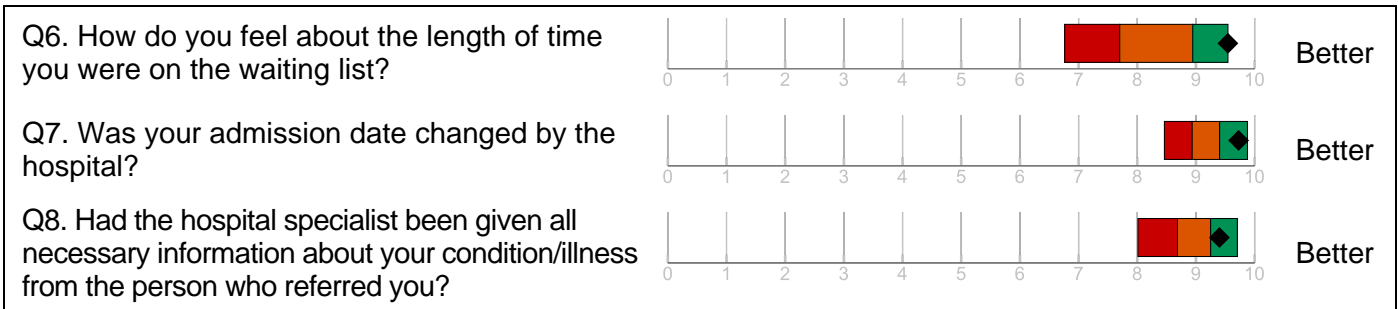 Q6. How do you feel about the length of time
you were on the waiting list?
0 1 2 3 4 5 6 7 8 9 10
Better
Q7. Was your admission date changed by the
hospital?
0 1 2 3 4 5 6 7 8 9 10
Better
Q8. Had the hospital specialist been given all
necessary information about your condition/illness
from the person who referred you?
0 1 2 3 4 5 6 7 8 9 10
Better